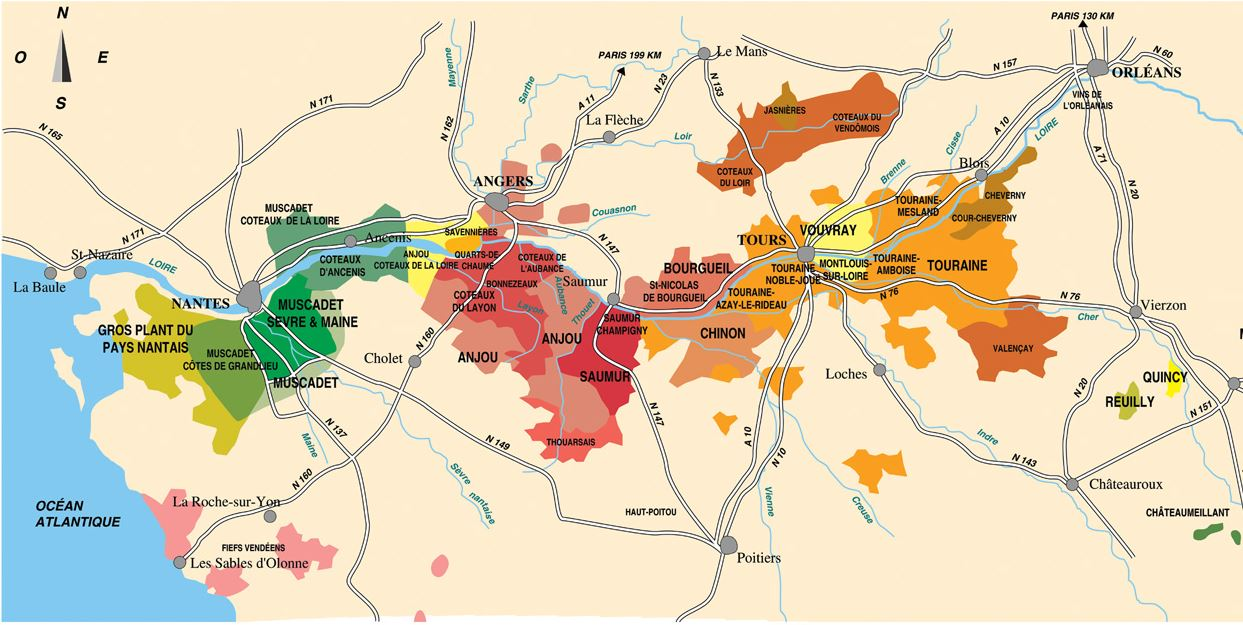 N
O
E
S
PARIS 130 KM
PARIS 199 KM
Le Mans
N 157
N 60
ORLÉANS
VINS DE
L'ORLEANAIS
Mayenne
Sarthe
N 23
A 11
N 133
N 171
N 165
N 162
La Flèche
Loir
JASNIÈRES
COTEAUX DU
VENDÔMOIS
COTEAUX
DU LOIR
A 10
LOIRE
A 71
N 20
Cisse
Brenne
Blois
CHEVERNY
COUR-CHEVERNY
TOURAINE-
MESLAND
ANGERS
Couasnon
MUSCADET
COTEAUX DE LA LOIRE
Ancenis
COTEAUX
D'ANCENIS
SAVENNIÈRES
ANJOU
COTEAUX DE LA LOIRE
QUARTS-DE-
CHAUME
COTEAUX DE
L'AUBANCE
BONNEZEAUX
COTEAUX
DU LAYON
Layon
Aubance
Thouet
N 147
Saumur
N 171
St-Nazaire
La Baule
LOIRE
NANTES
MUSCADET
SÈVRE & MAINE
GROS PLANT DU
PAYS NANTAIS
MUSCADET
CÔTES DE GRANDLIEU
MUSCADET
Cholet
N 160
ANJOU
ANJOU
SAUMUR
CHAMPIGNY
SAUMUR
THOUARSAIS
BOURGUEIL
St-NICOLAS
DE BOURGUEIL
CHINON
TOURS
VOUVRAY
TOURAINE
NOBLE-JOUÉ
MONTLOUIS-
SUR-LOIRE
TOURAINE-
AMBOISE
TOURAINE
TOURAINE-
AZAY-LE-RIDEAU
N 76
N 76
Cher
Vierzon
VALENÇAY
Loches
QUINCY
REUILLY
N 20
N 151
N 137
Maine
N 149
N 160
Sèvre nantaise
N 147
A 10
N 10
Vienne
Creuse
Indre
N 143
Châteauroux
CHÂTEAUMEILLANT
OCÉAN
ATLANTIQUE
La Roche-sur-Yon
FIEFS VENDÉENS
Les Sables d'Olonne
HAUT-POITOU
Poitiers